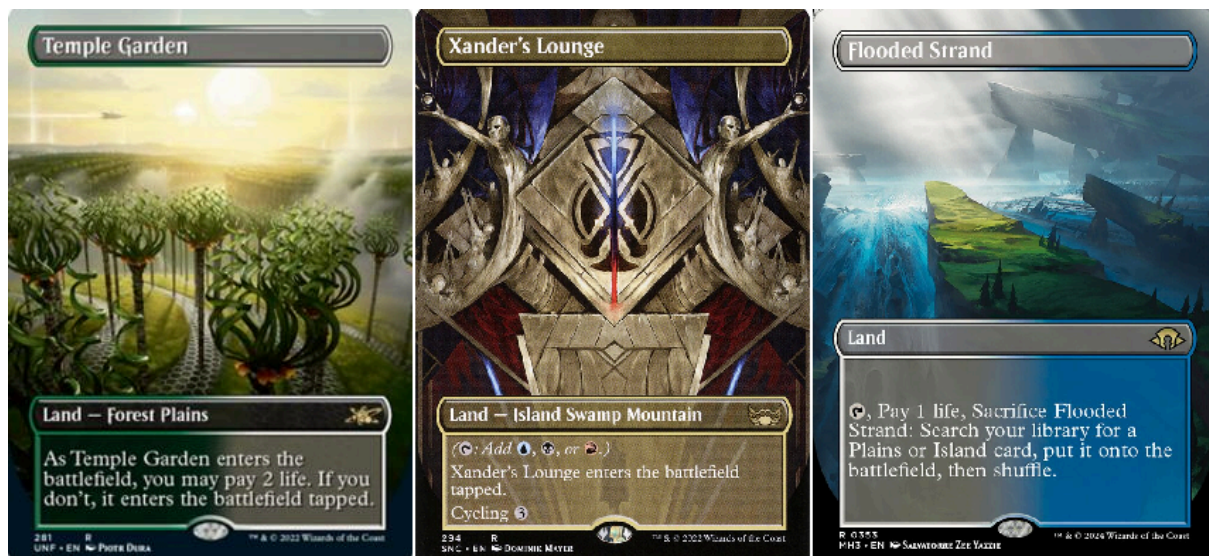 Temple Garden
Land — Forest Plains
As Temple Garden enters the
battlefield, you may pay 2 life. If you
don't, it enters the battlefield tapped.
281 R
UNF • EN Piotr Dura
™ & © 2022 Wizards of the Coast
Xander's Lounge
Land — Island Swamp Mountain
(: Add , , or .)
Xander's Lounge enters the battlefield
tapped.
Cycling 3
294 R
SNC • EN Dominik Mayer
™ & © 2022 Wizards of the Coast
Flooded Strand
Land
, Pay 1 life, Sacrifice Flooded
Strand: Search your library for a
Plains or Island card, put it onto the
battlefield, then shuffle.
R 0353
MH3 • EN Salvatorre Zee Yazzie
™ & © 2024 Wizards of the Coast